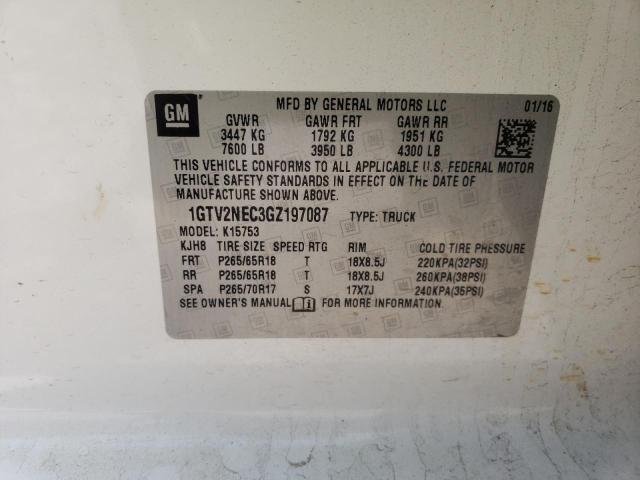 GM
MFD BY GENERAL MOTORS LLC 01/16
GVWR GAWR FRT GAWR RR
3447 KG 1792 KG 1951 KG
7600 LB 3950 LB 4300 LB
THIS VEHICLE CONFORMS TO ALL APPLICABLE U.S. FEDERAL MOTOR
VEHICLE SAFETY STANDARDS IN EFFECT ON THE DATE OF
MANUFACTURE SHOWN ABOVE.
1GTV2NEC3GZ197087 TYPE: TRUCK
MODEL: K15753
KJH8 TIRE SIZE SPEED RTG RIM COLD TIRE PRESSURE
FRT P265/65R18 T 18X8.5J 220KPA(32PSI)
RR P265/65R18 T 18X8.5J 260KPA(38PSI)
SPA P265/70R17 S 17X7J 240KPA(35PSI)
SEE OWNER'S MANUAL FOR MORE INFORMATION.